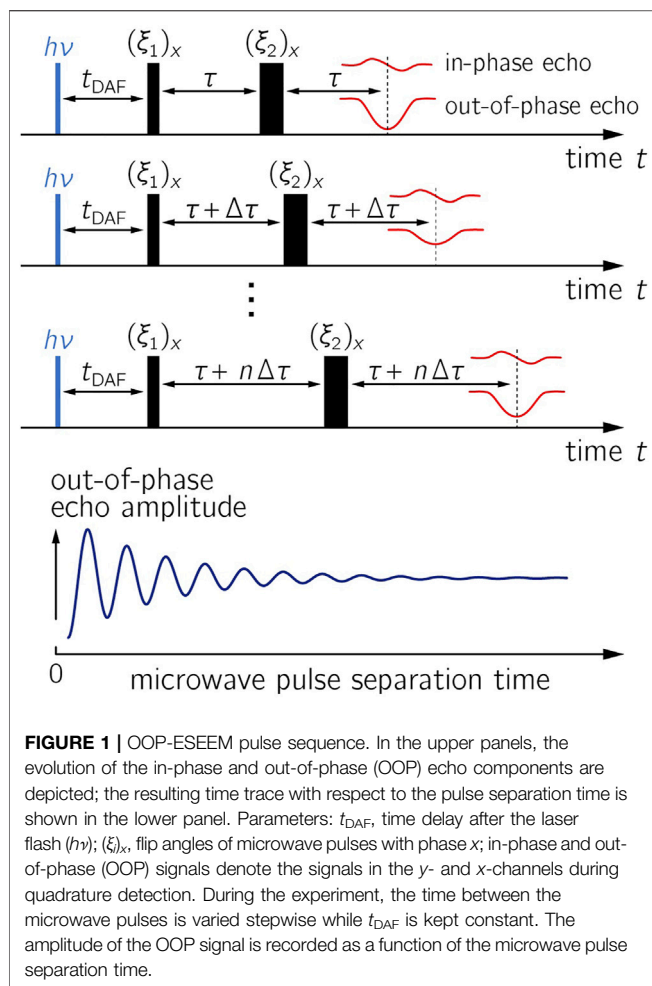 hν (ξ₁)ₓ (ξ₂)ₓ in-phase echo
t_DAF τ τ
out-of-phase echo
time t
hν (ξ₁)ₓ (ξ₂)ₓ
t_DAF τ + Δτ τ + Δτ
time t
⋮
hν (ξ₁)ₓ (ξ₂)ₓ
t_DAF τ + nΔτ τ + nΔτ
time t
out-of-phase
echo amplitude
0 microwave pulse separation time
FIGURE 1 | OOP-ESEEM pulse sequence. In the upper panels, the
evolution of the in-phase and out-of-phase (OOP) echo components are
depicted; the resulting time trace with respect to the pulse separation time is
shown in the lower panel. Parameters: t_DAF, time delay after the laser
flash (hν); (ξᵢ)ₓ, flip angles of microwave pulses with phase x; in-phase and out-
of-phase (OOP) signals denote the signals in the y- and x-channels during
quadrature detection. During the experiment, the time between the
microwave pulses is varied stepwise while t_DAF is kept constant. The
amplitude of the OOP signal is recorded as a function of the microwave pulse
separation time.